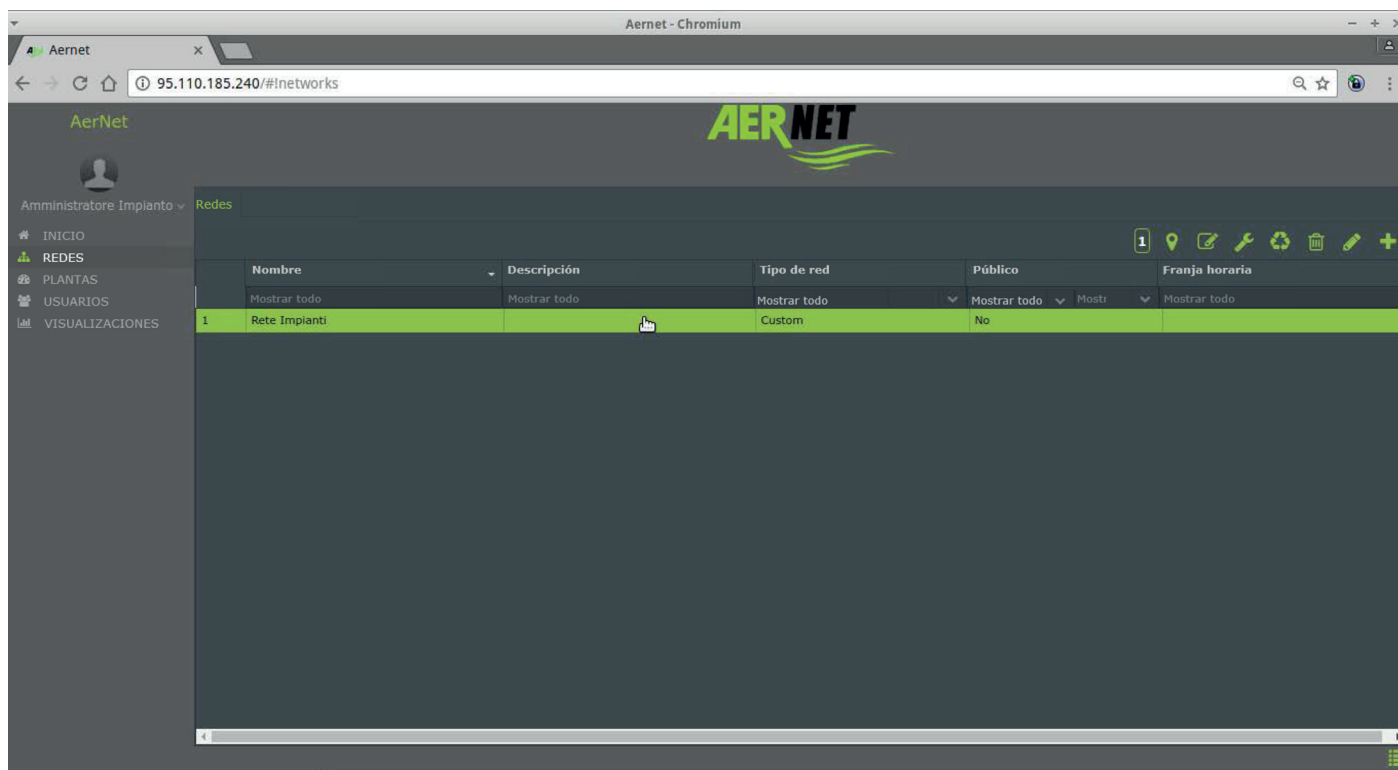 Aernet - Chromium
Aernet
95.110.185.240/#!networks
AerNet
AERNET
Amministratore Impianto
Redes
INICIO
REDES
PLANTAS
USUARIOS
VISUALIZACIONES
1
Nombre Descripción Tipo de red Público Franja horaria
Mostrar todo Mostrar todo Mostrar todo Mostrar todo Mostr Mostrar todo
1 Rete Impianti Custom No